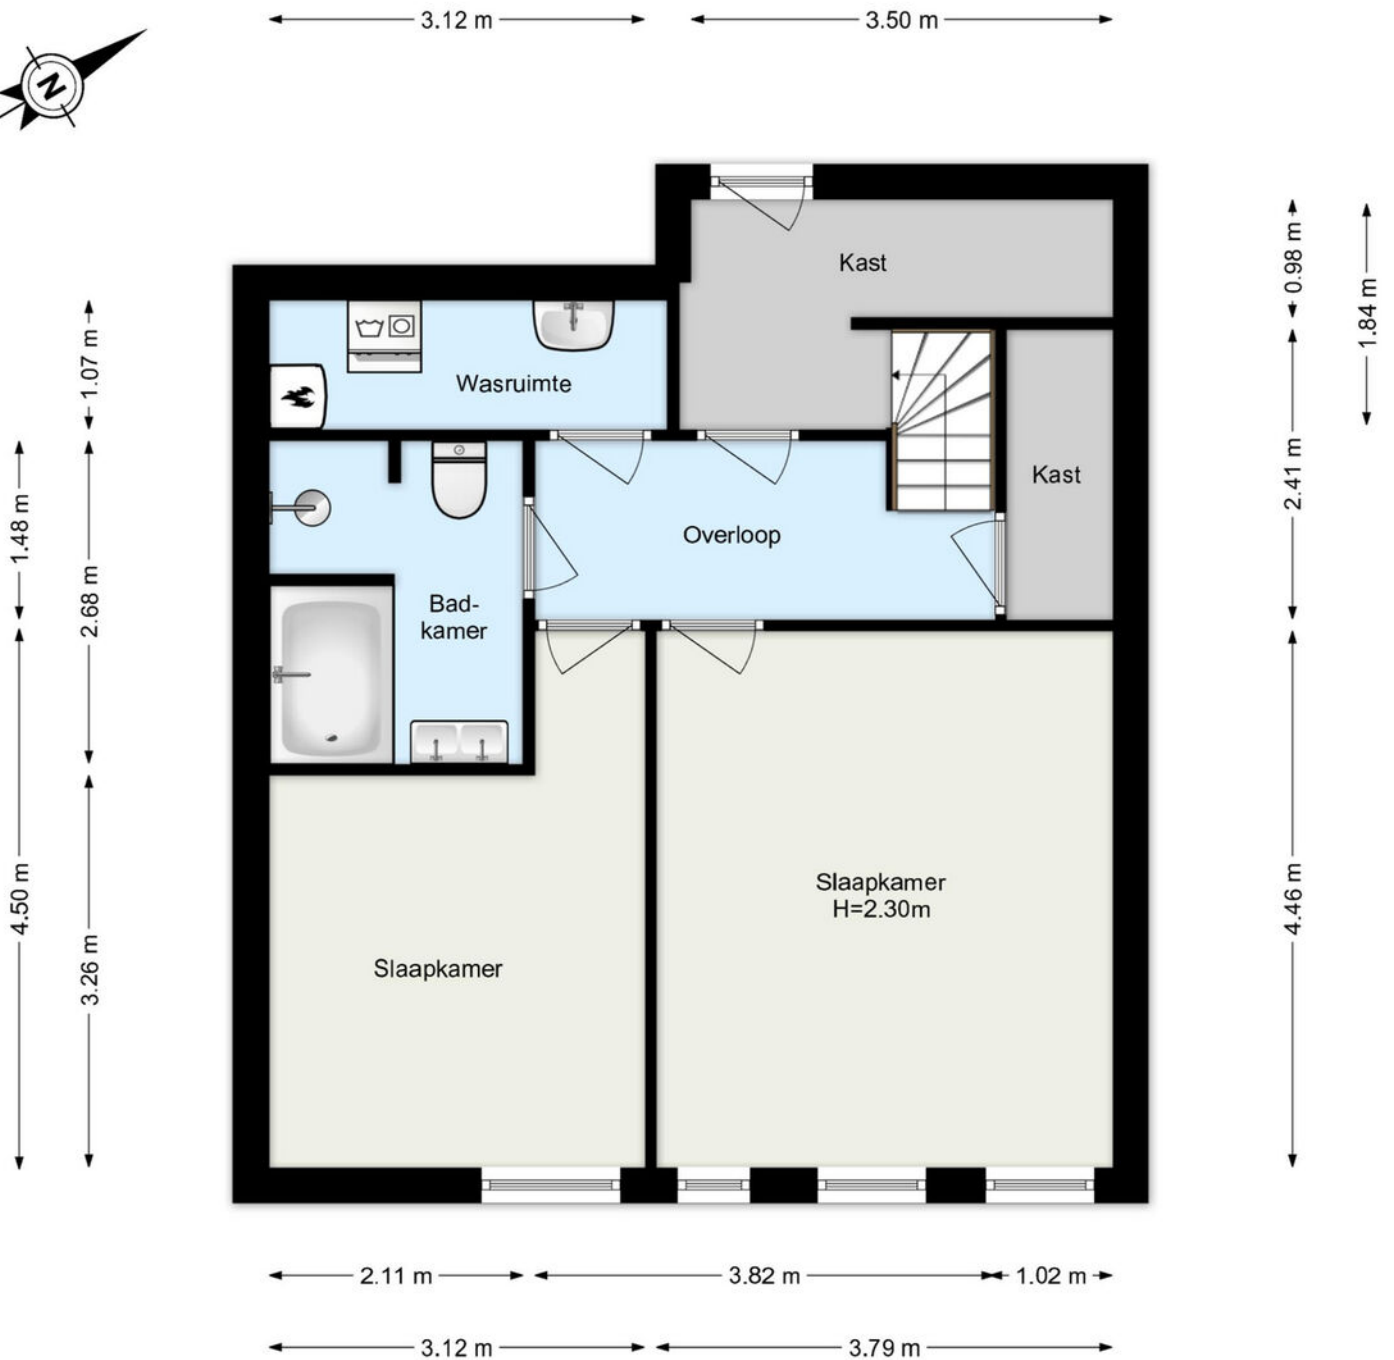 3.12 m
3.50 m
N
Kast
0.98 m
1.84 m
1.07 m
Wasruimte
2.41 m
Kast
1.48 m
2.68 m
Overloop
Bad-
kamer
4.50 m
3.26 m
Slaapkamer
H=2.30m
4.46 m
Slaapkamer
2.11 m
3.82 m
1.02 m
3.12 m
3.79 m